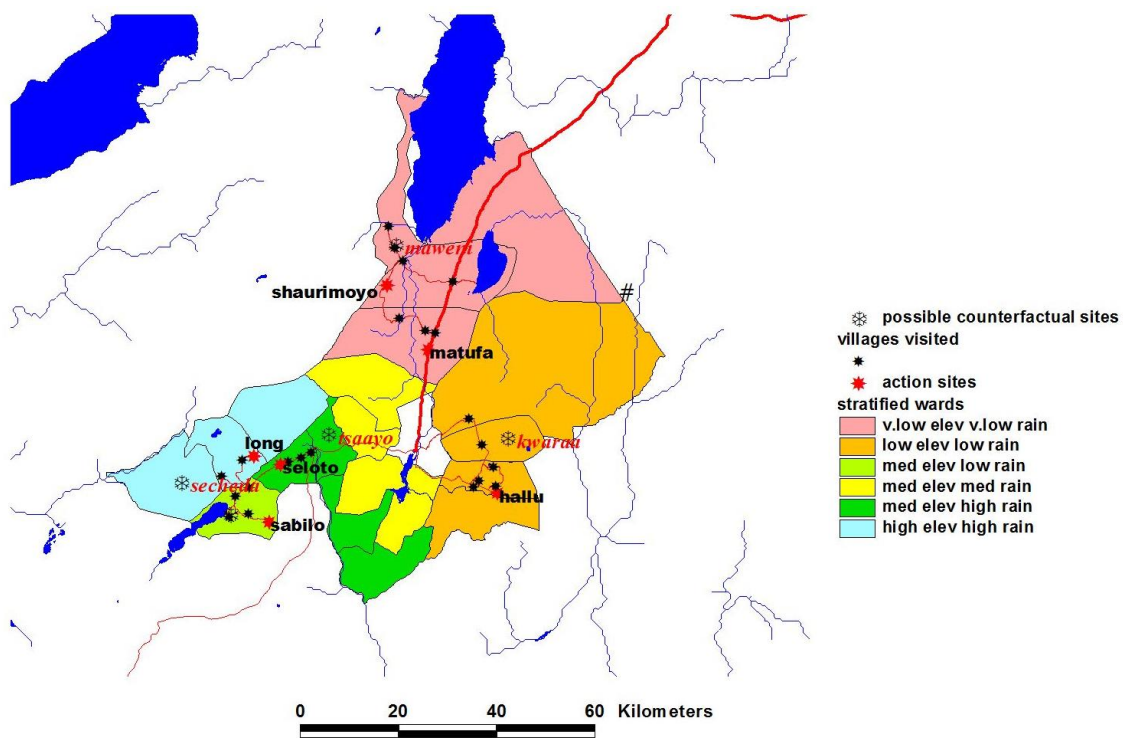 maweni
shaurimoyo
#
matufa
possible counterfactual sites
villages visited
action sites
stratified wards
v.low elev v.low rain
low elev low rain
med elev low rain
med elev med rain
med elev high rain
high elev high rain
long
tsaayo
kwaraa
seloto
sechada
hallu
sabilo
0 20 40 60 Kilometers